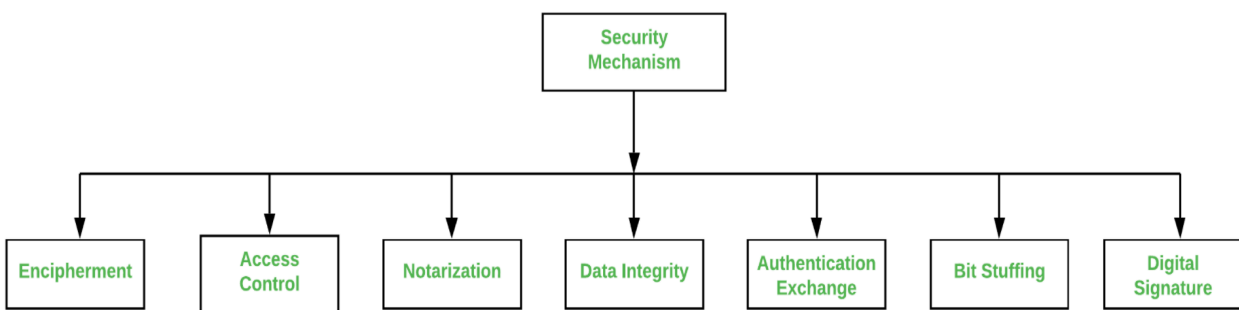 Security
Mechanism
Encipherment
Access
Control
Notarization
Data Integrity
Authentication
Exchange
Bit Stuffing
Digital
Signature